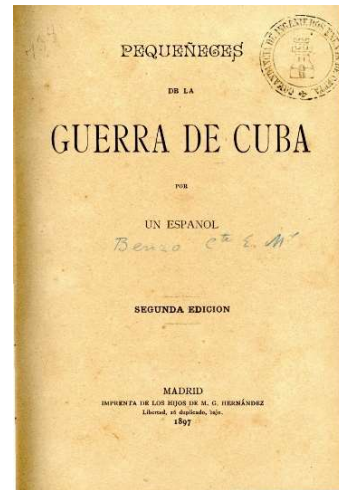 PEQUEÑECES
DE LA
GUERRA DE CUBA
POR
UN ESPAÑOL
Benzo Cte E. M.
SEGUNDA EDICION
MADRID
IMPRENTA DE LOS HIJOS DE M. G. HERNÁNDEZ
Libertad, 16 duplicado, bajo.
1897